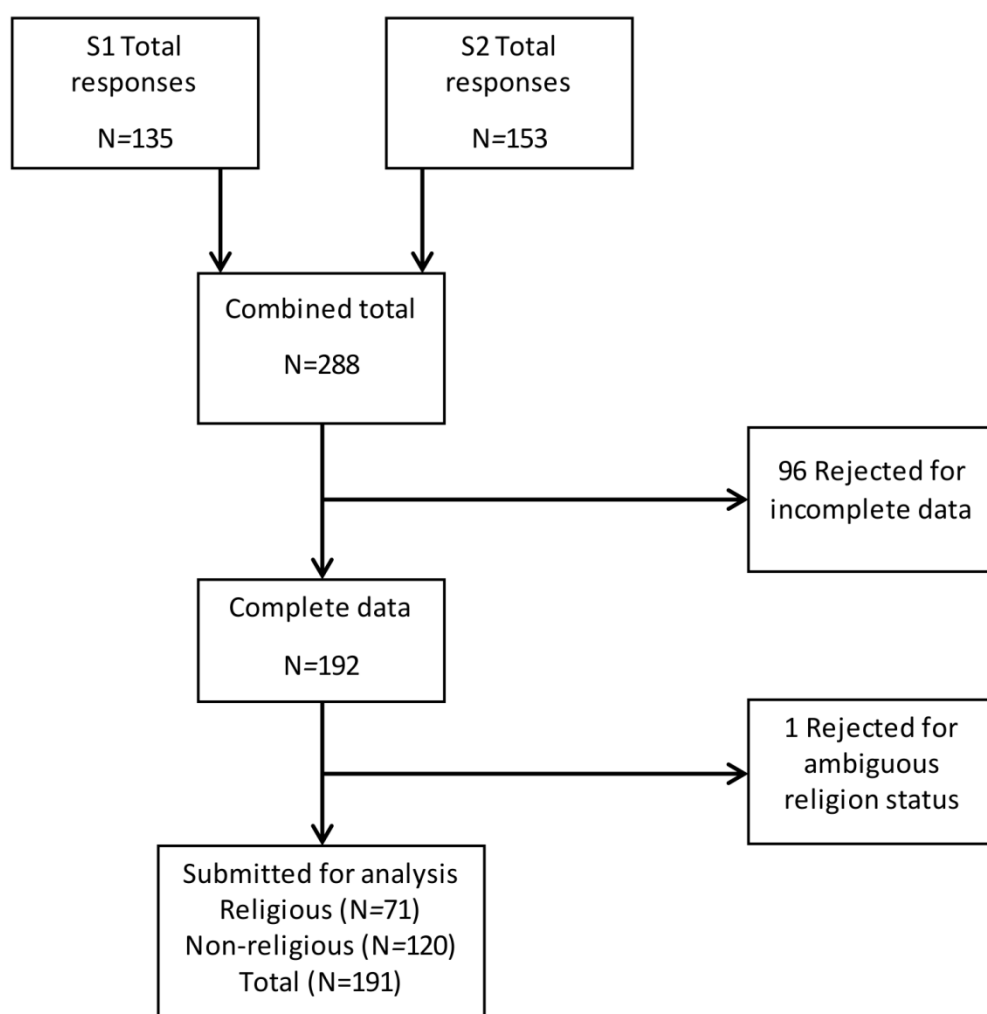 S1 Total
responses
N=135
S2 Total
responses
N=153
Combined total
N=288
96 Rejected for
incomplete data
Complete data
N=192
1 Rejected for
ambiguous
religion status
Submitted for analysis
Religious (N=71)
Non-religious (N=120)
Total (N=191)